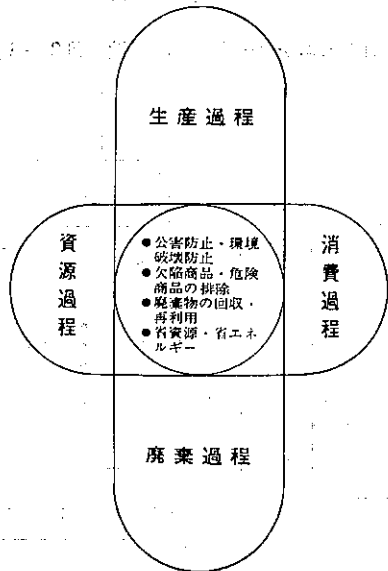 生産過程
資源過程
●公害防止・環境
破壊防止
●欠陥商品・危険
商品の排除
●廃棄物の回収・
再利用
●省資源・省エネ
ルギー
消費過程
廃棄過程